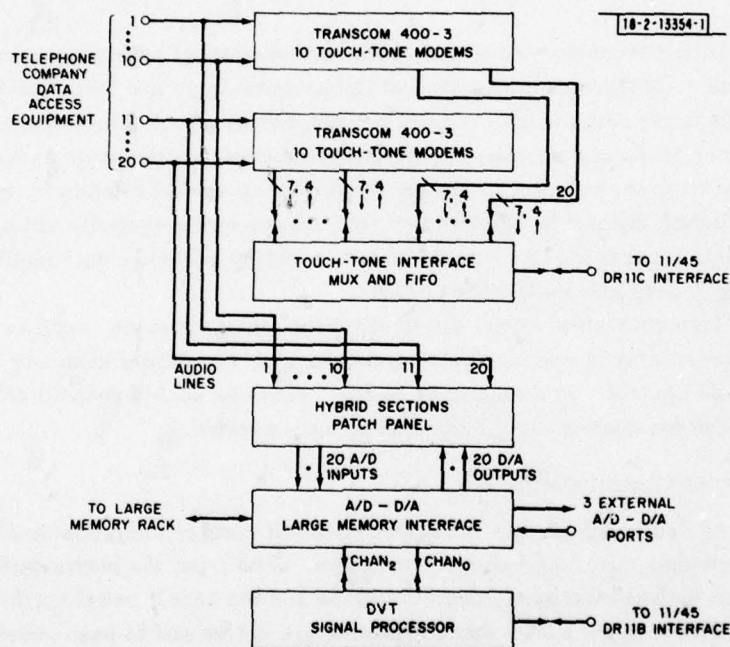 18-2-13354-1
TELEPHONE
COMPANY
DATA
ACCESS
EQUIPMENT
1
10
11
20
TRANSCOM 400-3
10 TOUCH-TONE MODEMS
TRANSCOM 400-3
10 TOUCH-TONE MODEMS
7, 4
7, 4
7, 4
7, 4
20
TOUCH-TONE INTERFACE
MUX AND FIFO
TO 11/45
DR11C INTERFACE
AUDIO
LINES
1
10
11
20
HYBRID SECTIONS
PATCH PANEL
20 A/D
INPUTS
20 D/A
OUTPUTS
TO LARGE
MEMORY RACK
A/D - D/A
LARGE MEMORY INTERFACE
3 EXTERNAL
A/D - D/A
PORTS
CHAN2
CHAN0
DVT
SIGNAL PROCESSOR
TO 11/45
DR11B INTERFACE